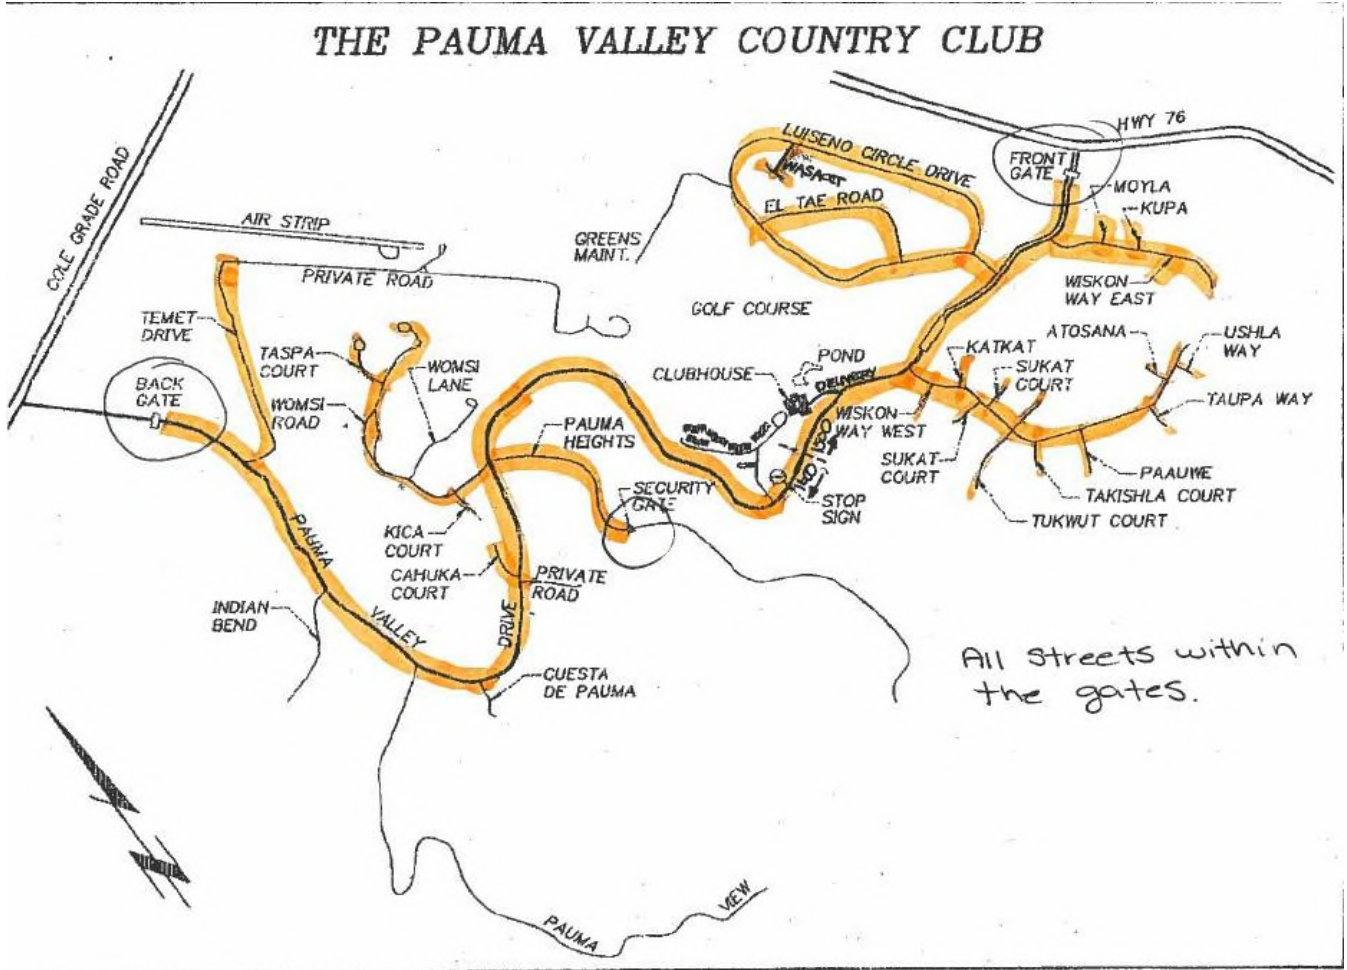 THE PAUMA VALLEY COUNTRY CLUB
HWY 76
FRONT
GATE
MOYLA
KUPA
WISKON
WAY EAST
LUISENO CIRCLE DRIVE
WASACET
EL TAE ROAD
GREENS
MAINT.
COLE GRADE ROAD
AIR STRIP
PRIVATE ROAD
GOLF COURSE
TEMET
DRIVE
TASPA
COURT
WOMSI
LANE
WOMSI
ROAD
BACK
GATE
POND
CLUBHOUSE
DELIVERY
KATKAT
SUKAT
COURT
ATOSANA
USHLA
WAY
TAUPA WAY
WISKON
WAY WEST
PAUMA
HEIGHTS
SUKAT
COURT
PAAUWE
TAKISHLA COURT
TUKWUT COURT
STOP
SIGN
1500
1500
SECURITY
GATE
KICA
COURT
CAHUKA
COURT
PRIVATE
ROAD
INDIAN
BEND
PAUMA
VALLEY
DRIVE
CUESTA
DE PAUMA
All streets within
the gates.
PAUMA
VIEW